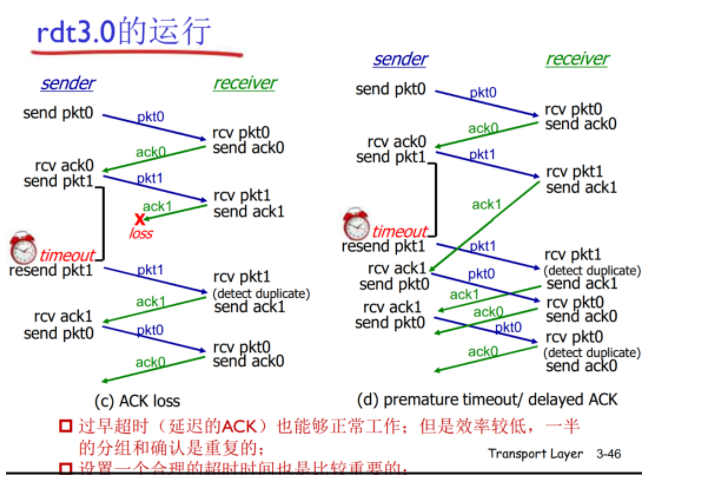 rdt3.0的运行
sender
receiver
send pkt0
pkt0
rcv pkt0
send ack0
ack0
rcv ack0
send pkt1
pkt1
rcv pkt1
send ack1
ack1
X
loss
timeout
resend pkt1
pkt1
rcv pkt1
(detect duplicate)
send ack1
ack1
rcv ack1
send pkt0
pkt0
rcv pkt0
send ack0
ack0
(c) ACK loss
sender
receiver
send pkt0
pkt0
rcv pkt0
send ack0
ack0
rcv ack0
send pkt1
pkt1
rcv pkt1
send ack1
ack1
timeout
resend pkt1
pkt1
rcv pkt1
(detect duplicate)
send ack1
rcv ack1
send pkt0
pkt0
ack1
rcv pkt0
send ack0
rcv ack1
send pkt0
ack0
pkt0
rcv pkt0
(detect duplicate)
send ack0
ack0
(d) premature timeout/ delayed ACK
过早超时（延迟的ACK）也能够正常工作；但是效率较低，一半
的分组和确认是重复的；
设置一个合理的超时时间也是比较重要的；
Transport Layer 3-46